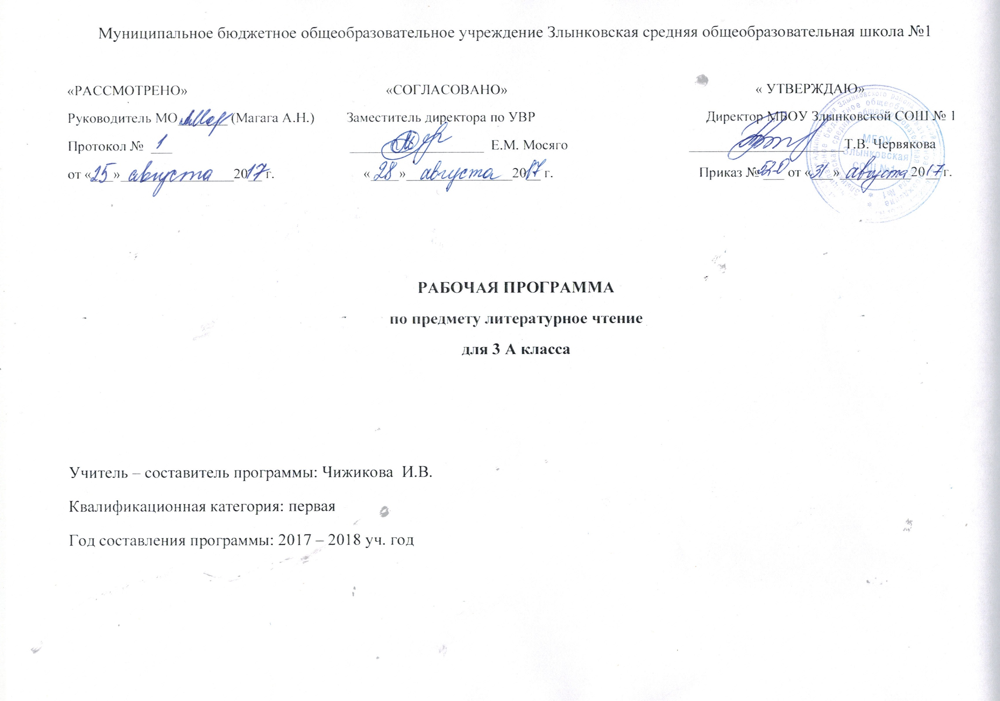 Муниципальное бюджетное общеобразовательное учреждение Злынковская средняя общеобразовательная школа №1
«РАССМОТРЕНО»
Руководитель МО (Магага А.Н.)
Протокол № 1
от «25» августа 2017 г.
«СОГЛАСОВАНО»
Заместитель директора по УВР
Е.М. Мосяго
«28» августа 2017 г.
« УТВЕРЖДАЮ»
Директор МБОУ Злынковской СОШ № 1
Т.В. Червякова
Приказ № 52-0 от «31» августа 2017 г.
МБОУ
Злынковская
СОШ №1
РАБОЧАЯ ПРОГРАММА
по предмету литературное чтение
для 3 А класса
Учитель – составитель программы: Чижикова И.В.
Квалификационная категория: первая
Год составления программы: 2017 – 2018 уч. год